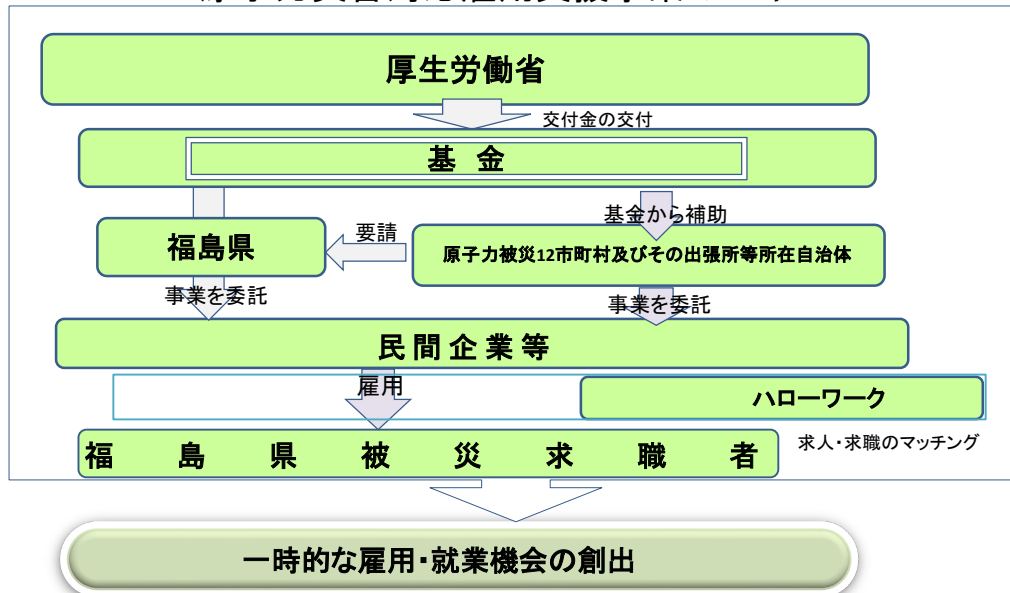 厚生労働省
交付金の交付
基 金
基金から補助
福島県
要請
原子力被災12市町村及びその出張所等所在自治体
事業を委託
事業を委託
民間企業等
雇用
ハローワーク
福島県被災求職者
求人・求職のマッチング
一時的な雇用・就業機会の創出